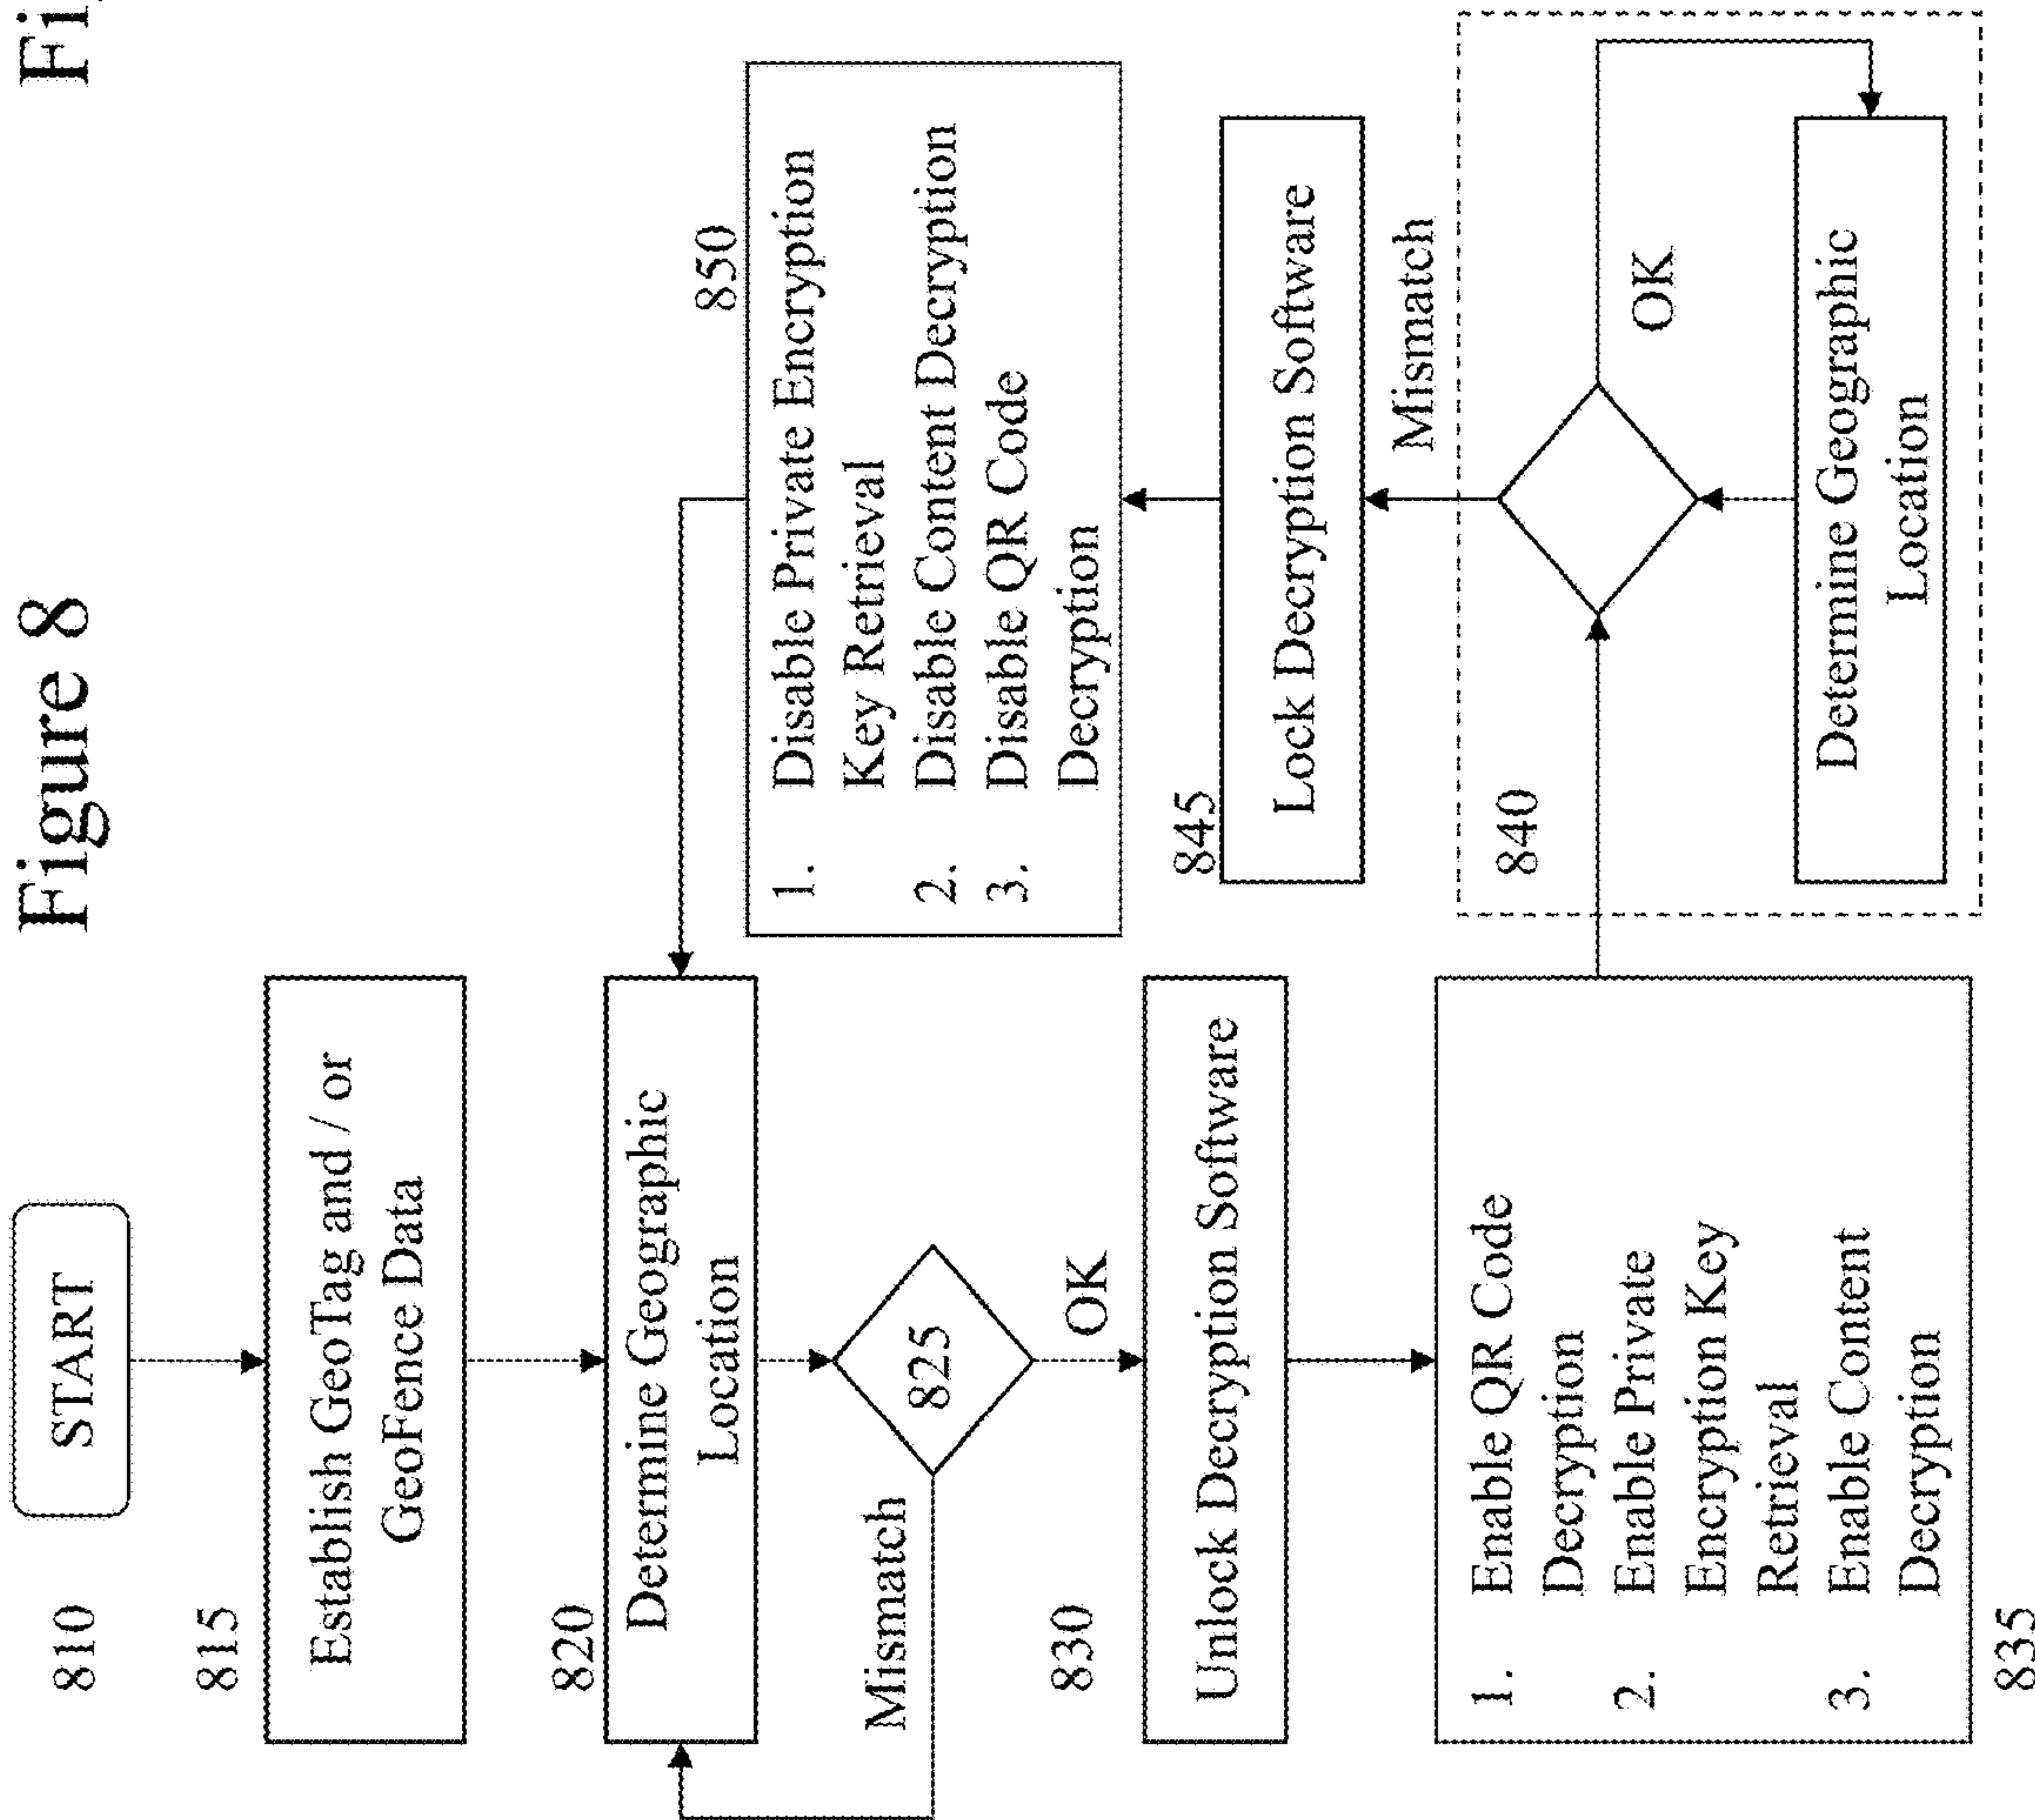 Figure 8
Fi
810
START
815
Establish GeoTag and / or
GeoFence Data
820
Determine Geographic
Location
825
Mismatch
OK
830
Unlock Decryption Software
1. Enable QR Code
Decryption
2. Enable Private
Encryption Key
Retrieval
3. Enable Content
Decryption
835
850
1. Disable Private Encryption
Key Retrieval
2. Disable Content Decryption
3. Disable QR Code
Decryption
845
Lock Decryption Software
Mismatch
840
OK
Determine Geographic
Location